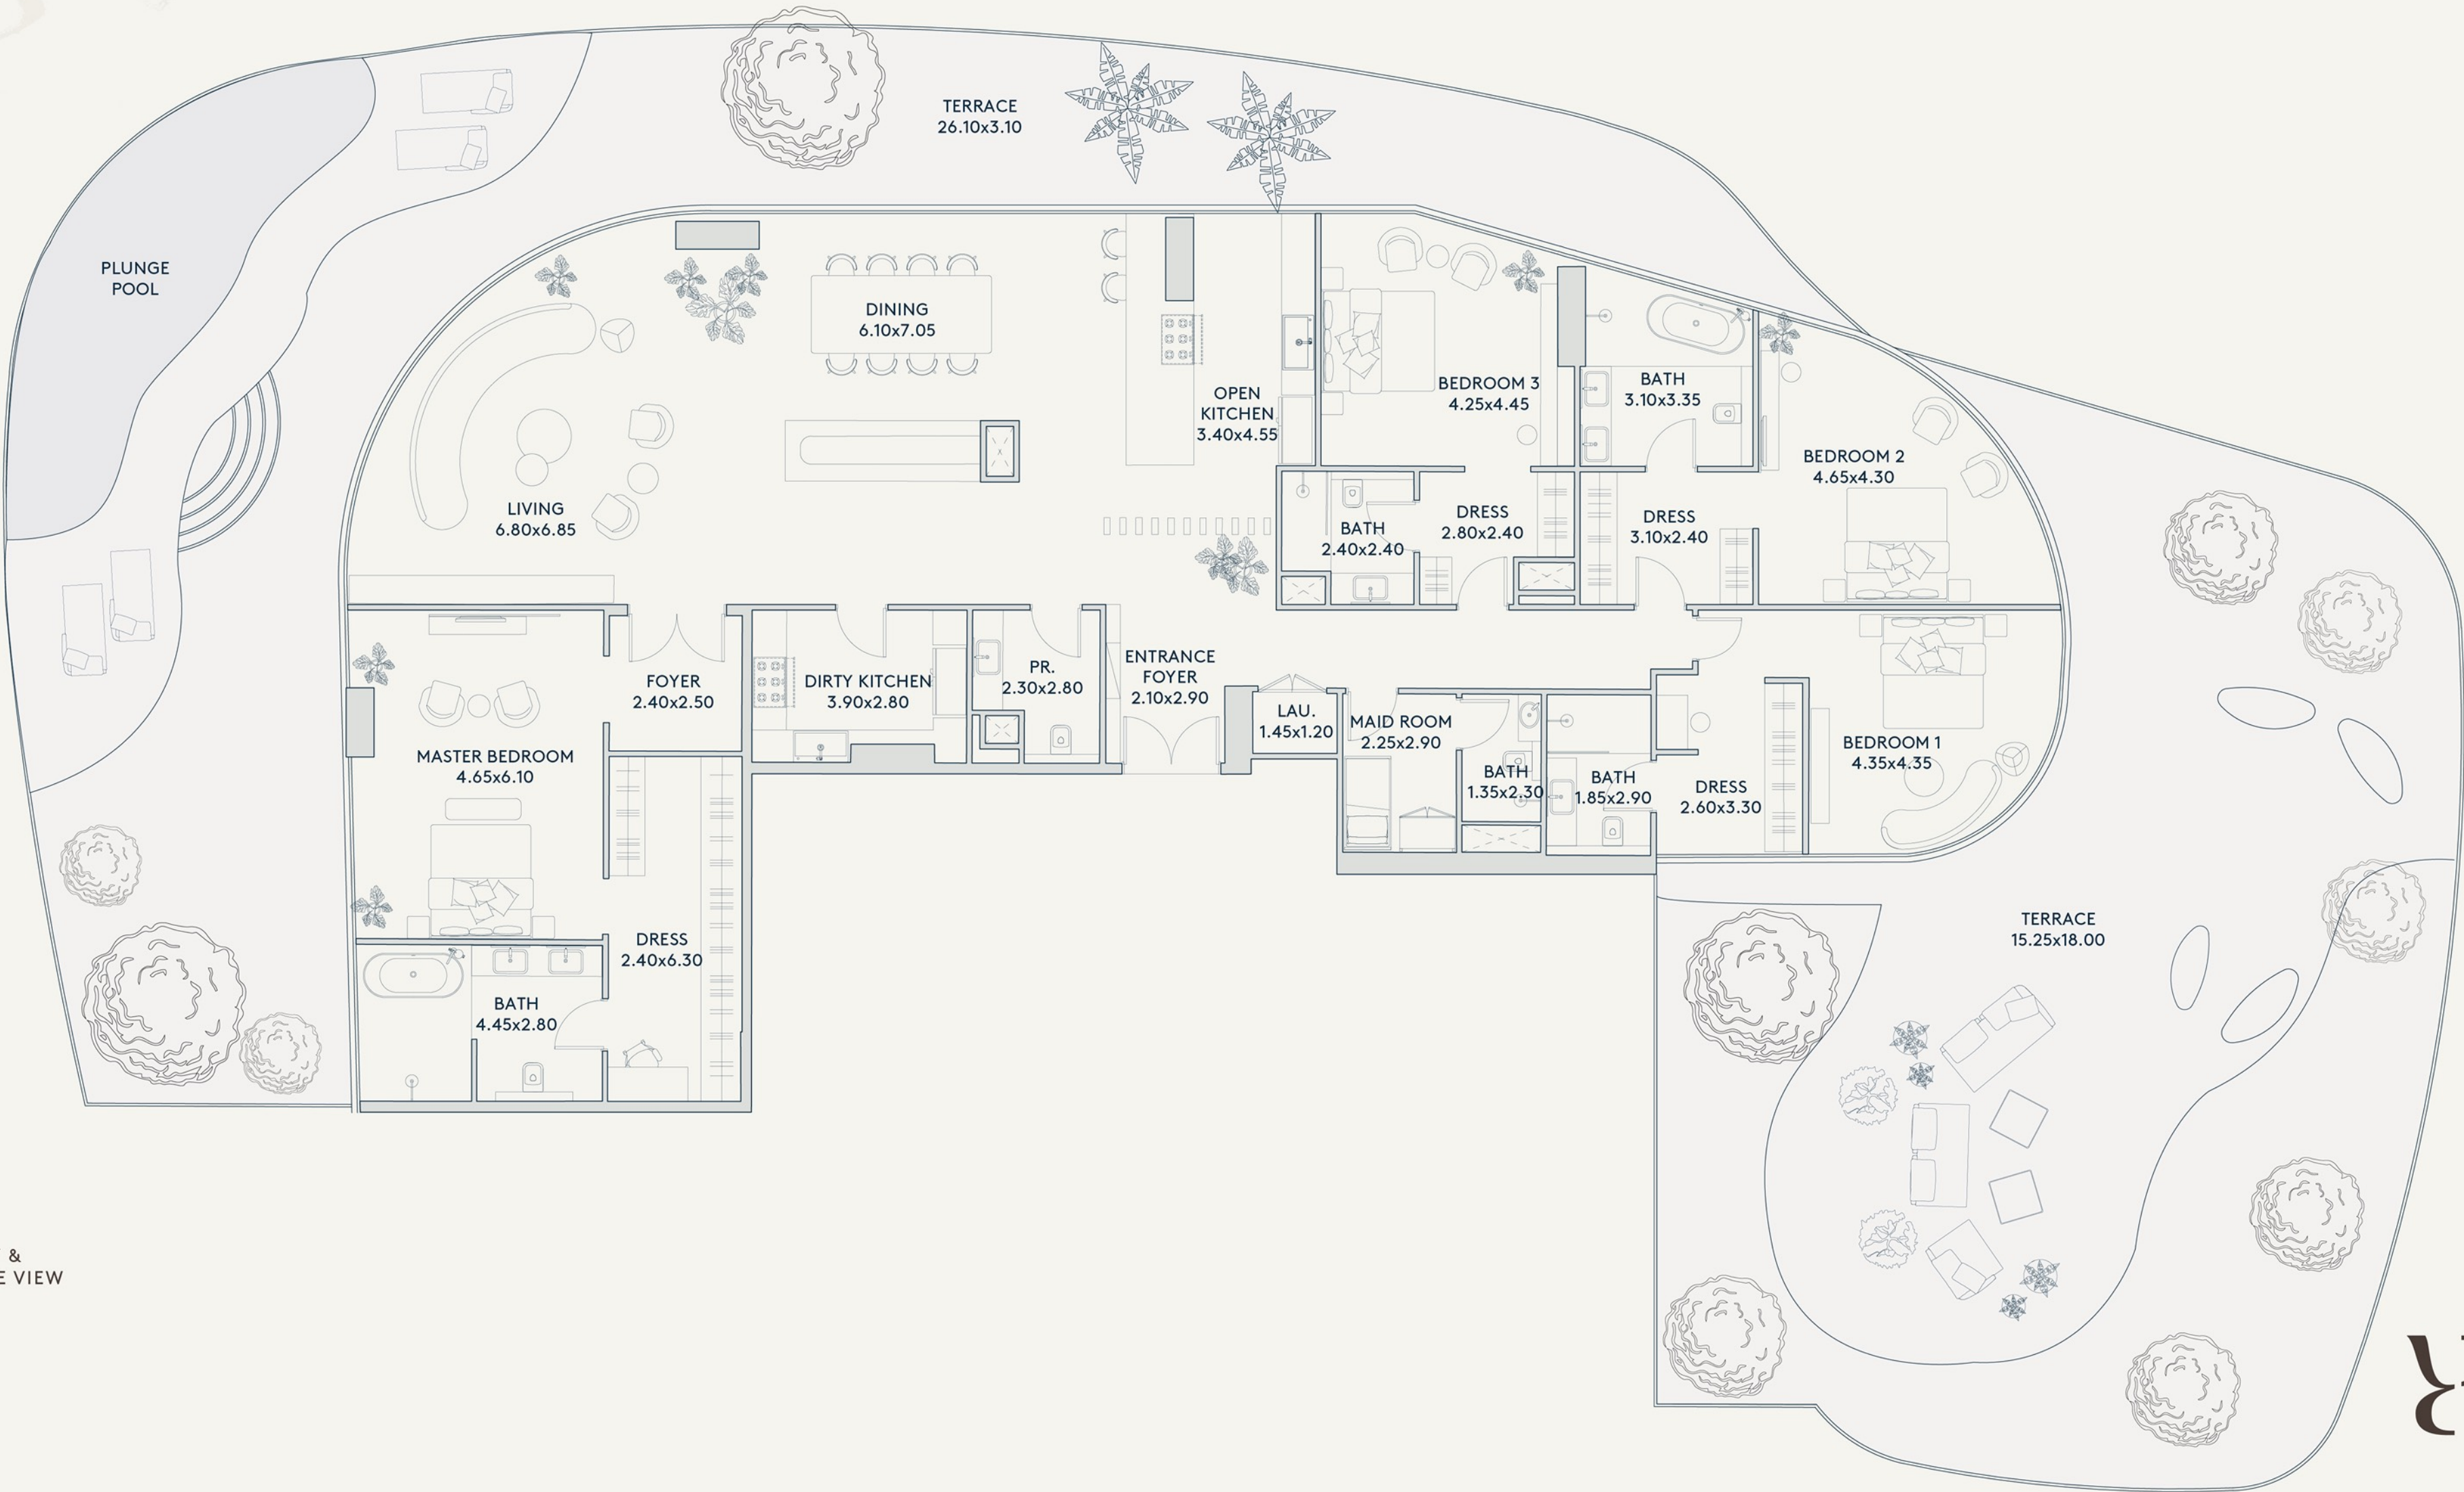 TERRACE
26.10x3.10
PLUNGE
POOL
DINING
6.10x7.05
OPEN
KITCHEN
3.40x4.55
BEDROOM 3
4.25x4.45
BATH
3.10x3.35
BEDROOM 2
4.65x4.30
LIVING
6.80x6.85
BATH
2.40x2.40
DRESS
2.80x2.40
DRESS
3.10x2.40
FOYER
2.40x2.50
DIRTY KITCHEN
3.90x2.80
PR.
2.30x2.80
ENTRANCE
FOYER
2.10x2.90
LAU.
1.45x1.20
MAID ROOM
2.25x2.90
BATH
1.35x2.30
BATH
1.85x2.90
DRESS
2.60x3.30
BEDROOM 1
4.35x4.35
MASTER BEDROOM
4.65x6.10
DRESS
2.40x6.30
BATH
4.45x2.80
TERRACE
15.25x18.00
&
VIEW